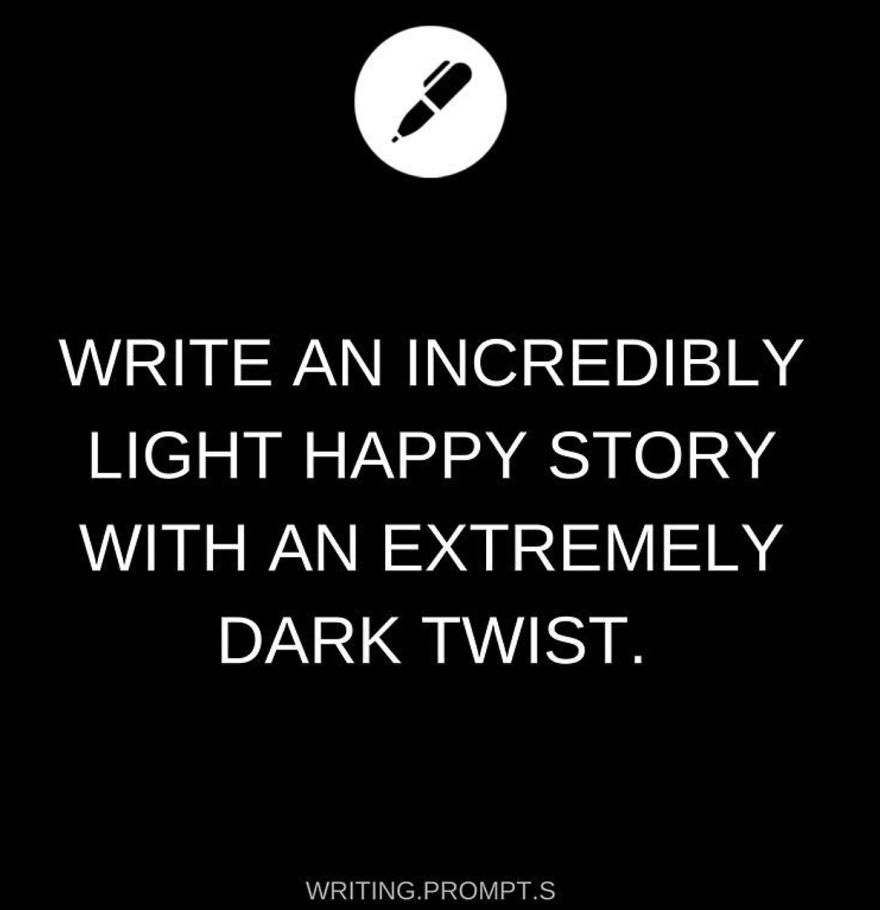 WRITE AN INCREDIBLY
LIGHT HAPPY STORY
WITH AN EXTREMELY
DARK TWIST.
WRITING.PROMPT.S